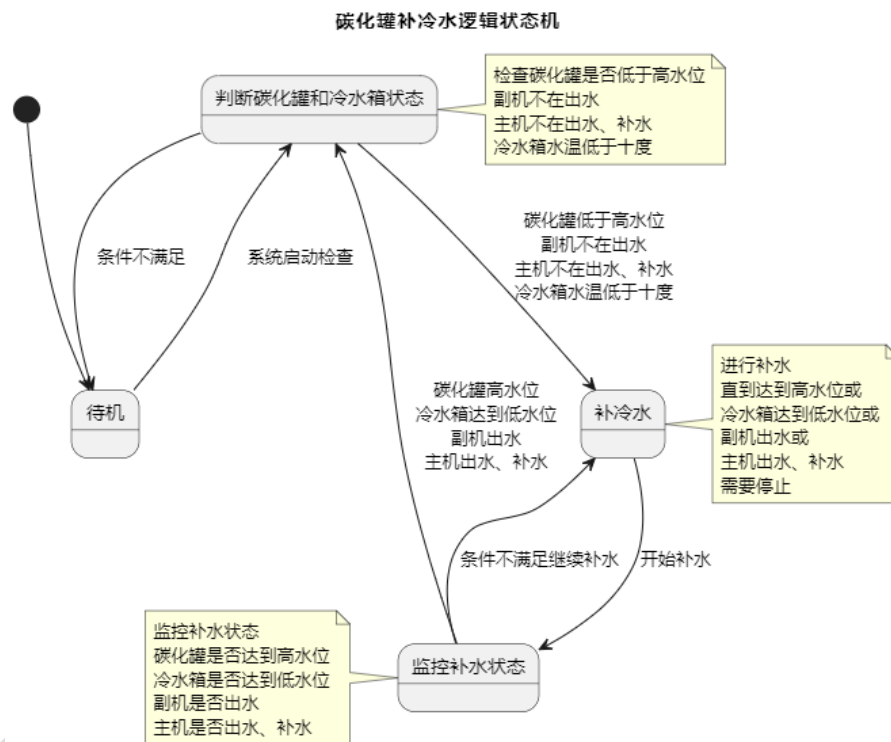 碳化罐补冷水逻辑状态机
判断碳化罐和冷水箱状态
检查碳化罐是否低于高水位
副机不在出水
主机不在出水、补水
冷水箱水温低于十度
条件不满足
系统启动检查
碳化罐低于高水位
副机不在出水
主机不在出水、补水
冷水箱水温低于十度
待机
碳化罐高水位
冷水箱达到低水位
副机出水
主机出水、补水
补冷水
进行补水
直到达到高水位或
冷水箱达到低水位或
副机出水或
主机出水、补水
需要停止
条件不满足继续补水
开始补水
监控补水状态
碳化罐是否达到高水位
冷水箱是否达到低水位
副机是否出水
主机是否出水、补水
监控补水状态